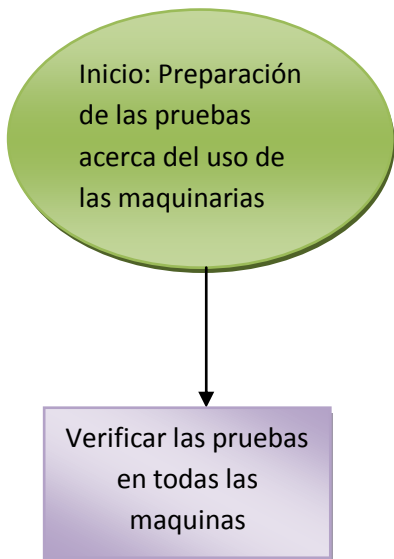 Inicio: Preparación
de las pruebas
acerca del uso de
las maquinarias
Verificar las pruebas
en todas las
maquinas